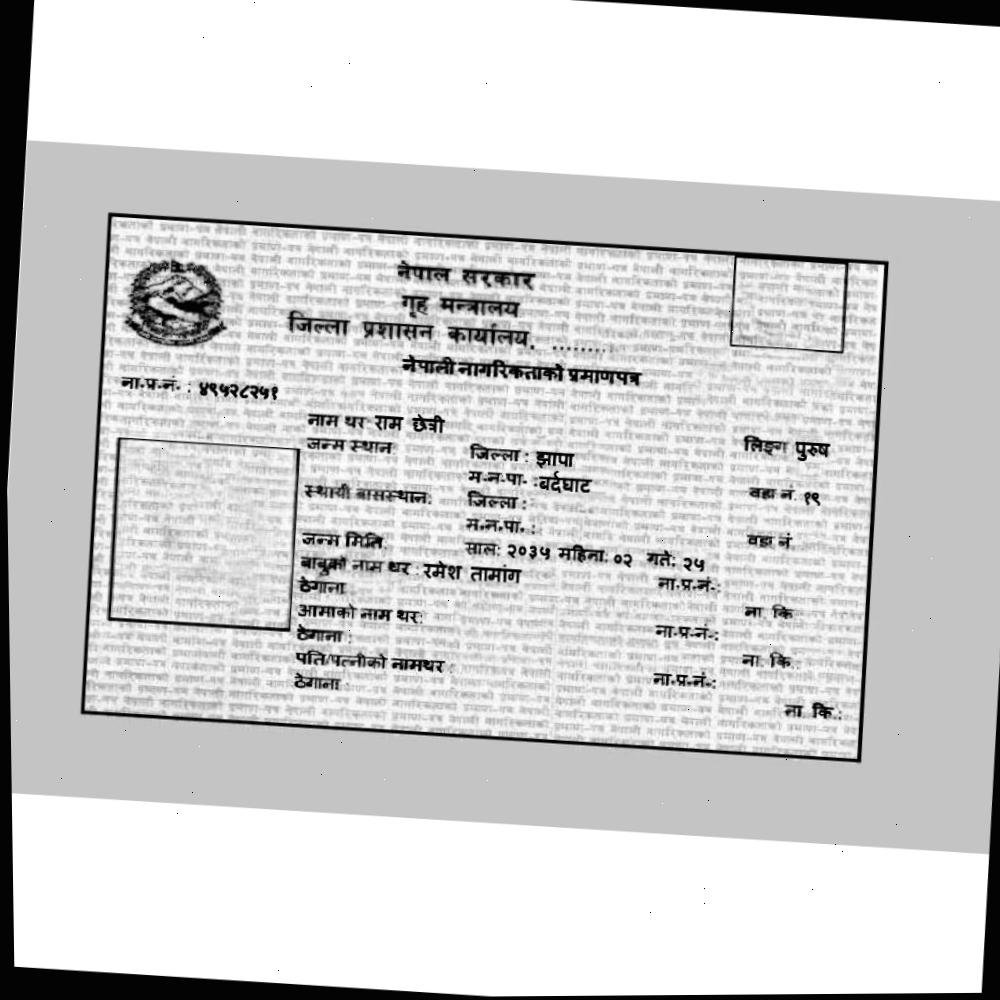 नेपाल सरकार
गृह मन्त्रालय
जिल्ला प्रशासन कार्यालय, ........
नेपाली नागरिकताको प्रमाणपत्र
ना.प्र.नं. : ४९५२८२५१
नाम थर: राम छेत्री लिङ्ग पुरुष
जन्म स्थान: जिल्ला : झापा
म.न.पा. : बर्दघाट वडा नं. १९
स्थायी बासस्थान: जिल्ला :
म.न.पा. : वडा नं
जन्म मिति साल: २०३५ महिना: ०२ गते: २५
बाबुको नाम थर : रमेश तामांग ना.प्र.नं.:
ठेगाना ना. कि
आमाको नाम थर: ना.प्र.नं.:
ठेगाना : ना. कि.:
पति/पत्नीको नामथर : ना.प्र.नं.:
ठेगाना : ना. कि.: